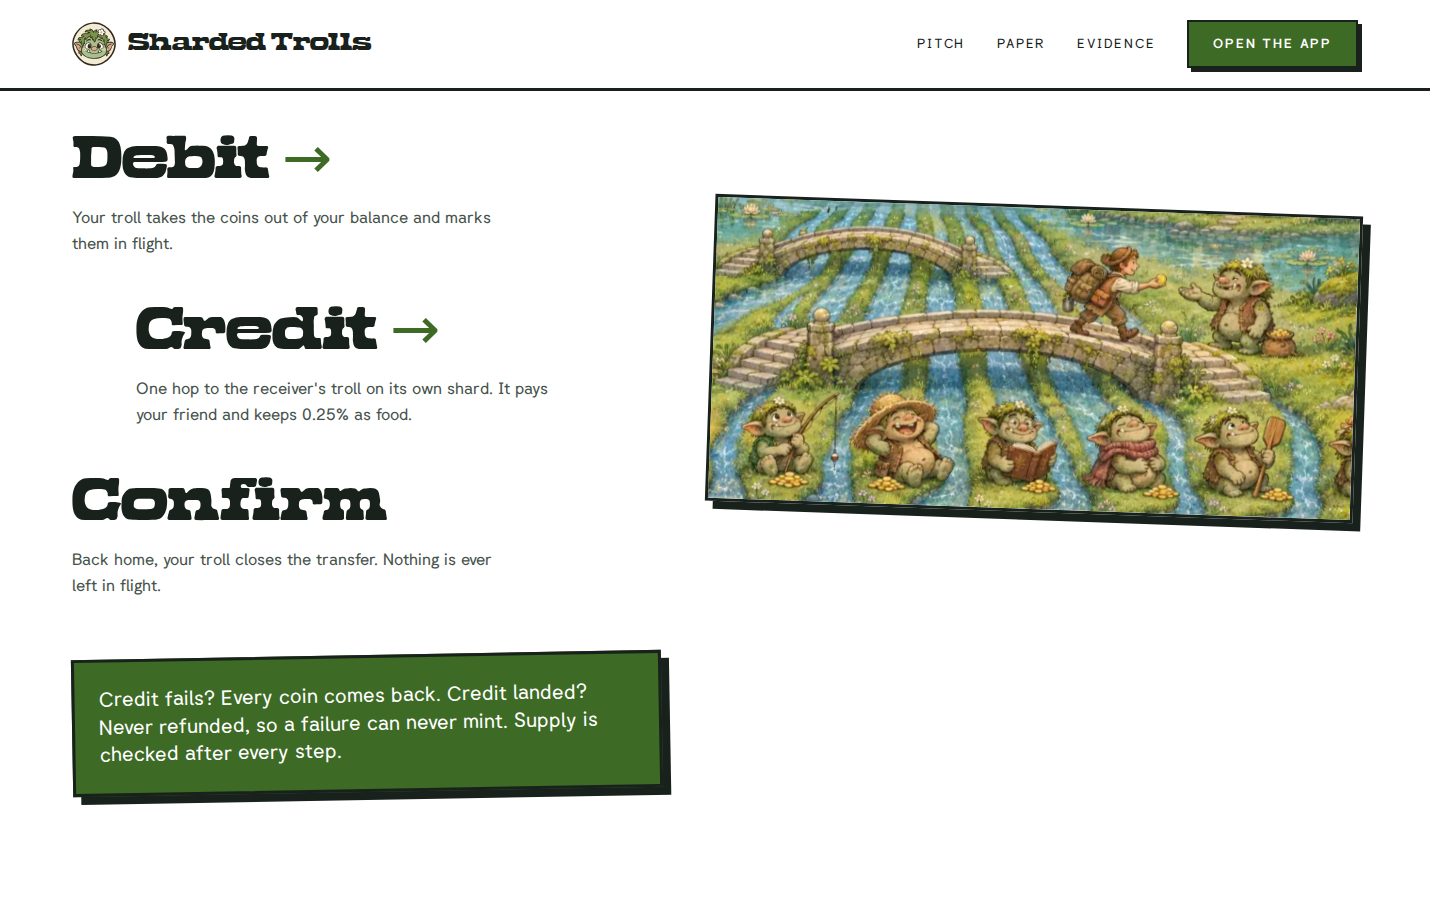 Sharded Trolls
PITCH
PAPER
EVIDENCE
OPEN THE APP
Debit →
Your troll takes the coins out of your balance and marks
them in flight.
Credit →
One hop to the receiver's troll on its own shard. It pays
your friend and keeps 0.25% as food.
Confirm
Back home, your troll closes the transfer. Nothing is ever
left in flight.
Credit fails? Every coin comes back. Credit landed?
Never refunded, so a failure can never mint. Supply is
checked after every step.